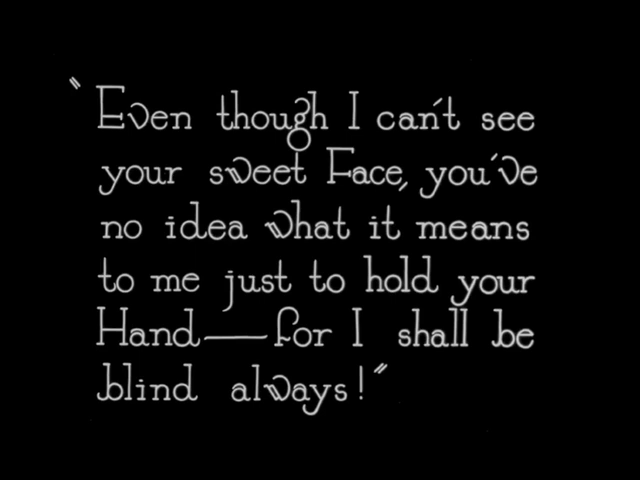 "Even though I can't see
your sweet Face, you've
no idea what it means
to me just to hold your
Hand — for I shall be
blind always!"